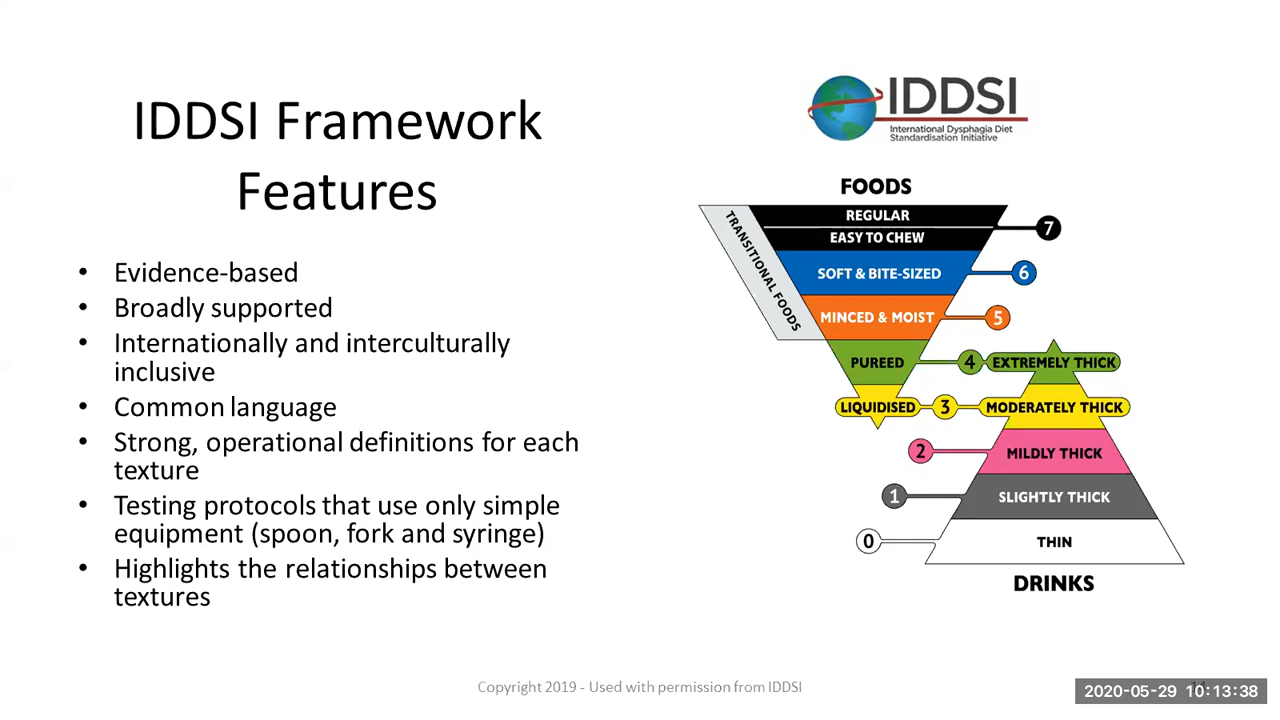 IDDSI Framework
Features
• Evidence-based
• Broadly supported
• Internationally and interculturally
inclusive
• Common language
• Strong, operational definitions for each
texture
• Testing protocols that use only simple
equipment (spoon, fork and syringe)
• Highlights the relationships between
textures
IDDSI
International Dysphagia Diet
Standardisation Initiative
FOODS
TRANSITIONAL FOODS
REGULAR
EASY TO CHEW
7
SOFT & BITE-SIZED
6
MINCED & MOIST
5
PUREED
4
EXTREMELY THICK
LIQUIDISED
3
MODERATELY THICK
2
MILDLY THICK
1
SLIGHTLY THICK
0
THIN
DRINKS
Copyright 2019 - Used with permission from IDDSI
2020-05-29 10:13:38